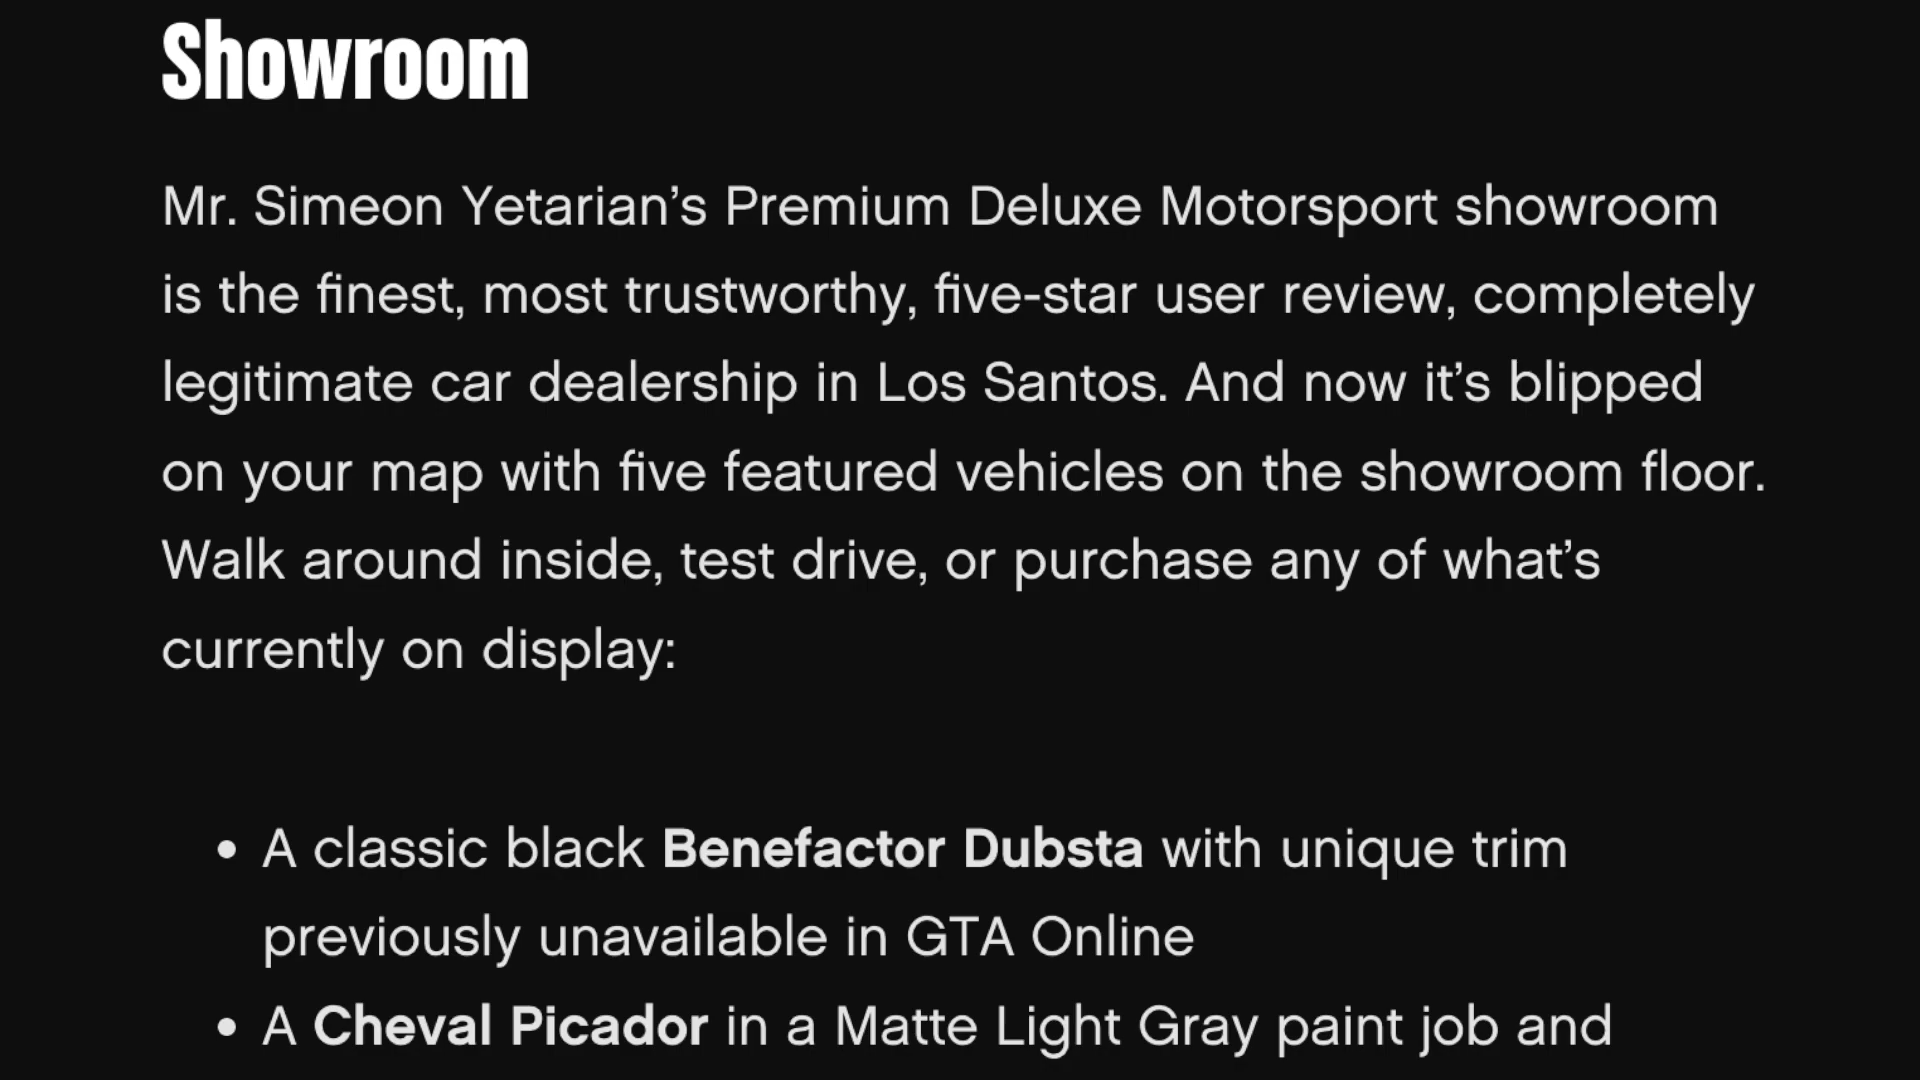 Showroom
Mr. Simeon Yetarian’s Premium Deluxe Motorsport showroom
is the finest, most trustworthy, five-star user review, completely
legitimate car dealership in Los Santos. And now it’s blipped
on your map with five featured vehicles on the showroom floor.
Walk around inside, test drive, or purchase any of what’s
currently on display:
• A classic black Benefactor Dubsta with unique trim
previously unavailable in GTA Online
• A Cheval Picador in a Matte Light Gray paint job and